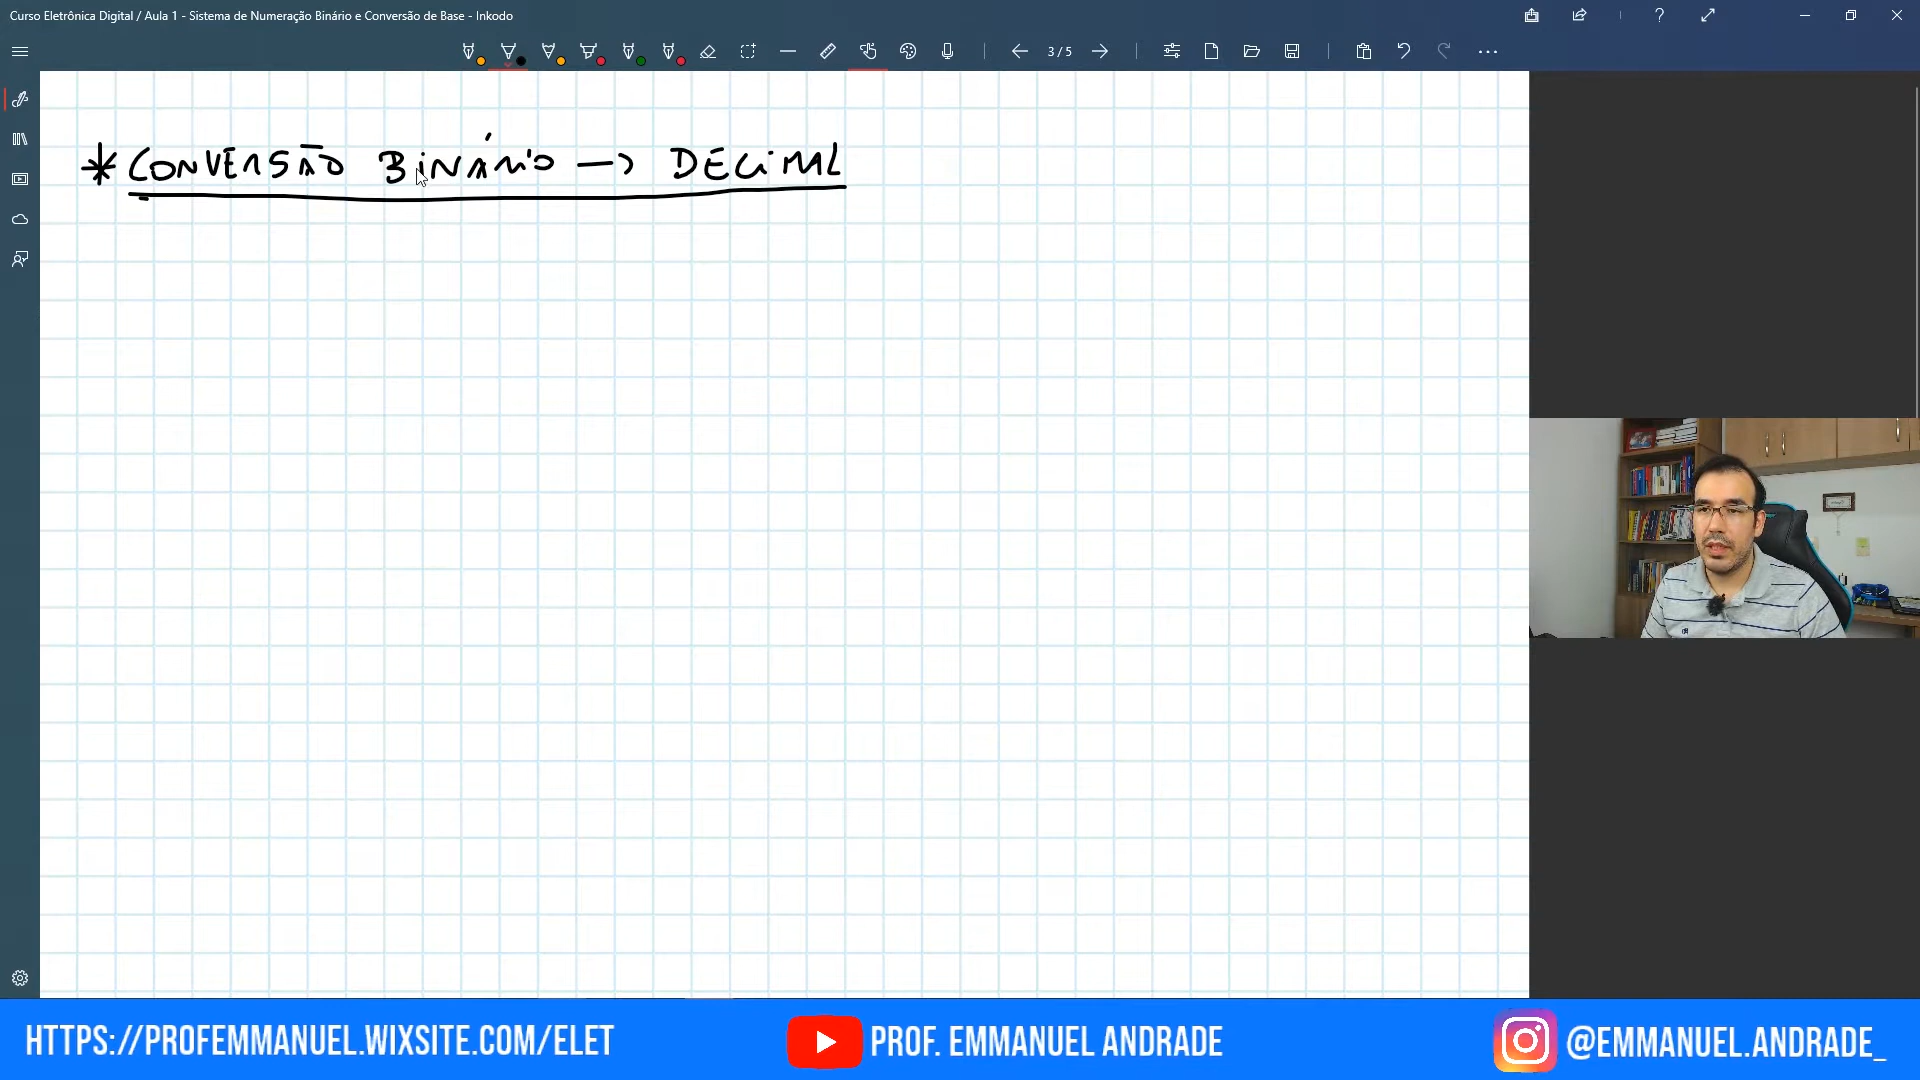 Curso Eletrônica Digital / Aula 1 - Sistema de Numeração Binário e Conversão de Base - Inkodo
3 / 5
* CONVERSÃO BINÁRIO → DECIMAL
HTTPS://PROFEMMANUEL.WIXSITE.COM/ELET
PROF. EMMANUEL ANDRADE
@EMMANUEL.ANDRADE_